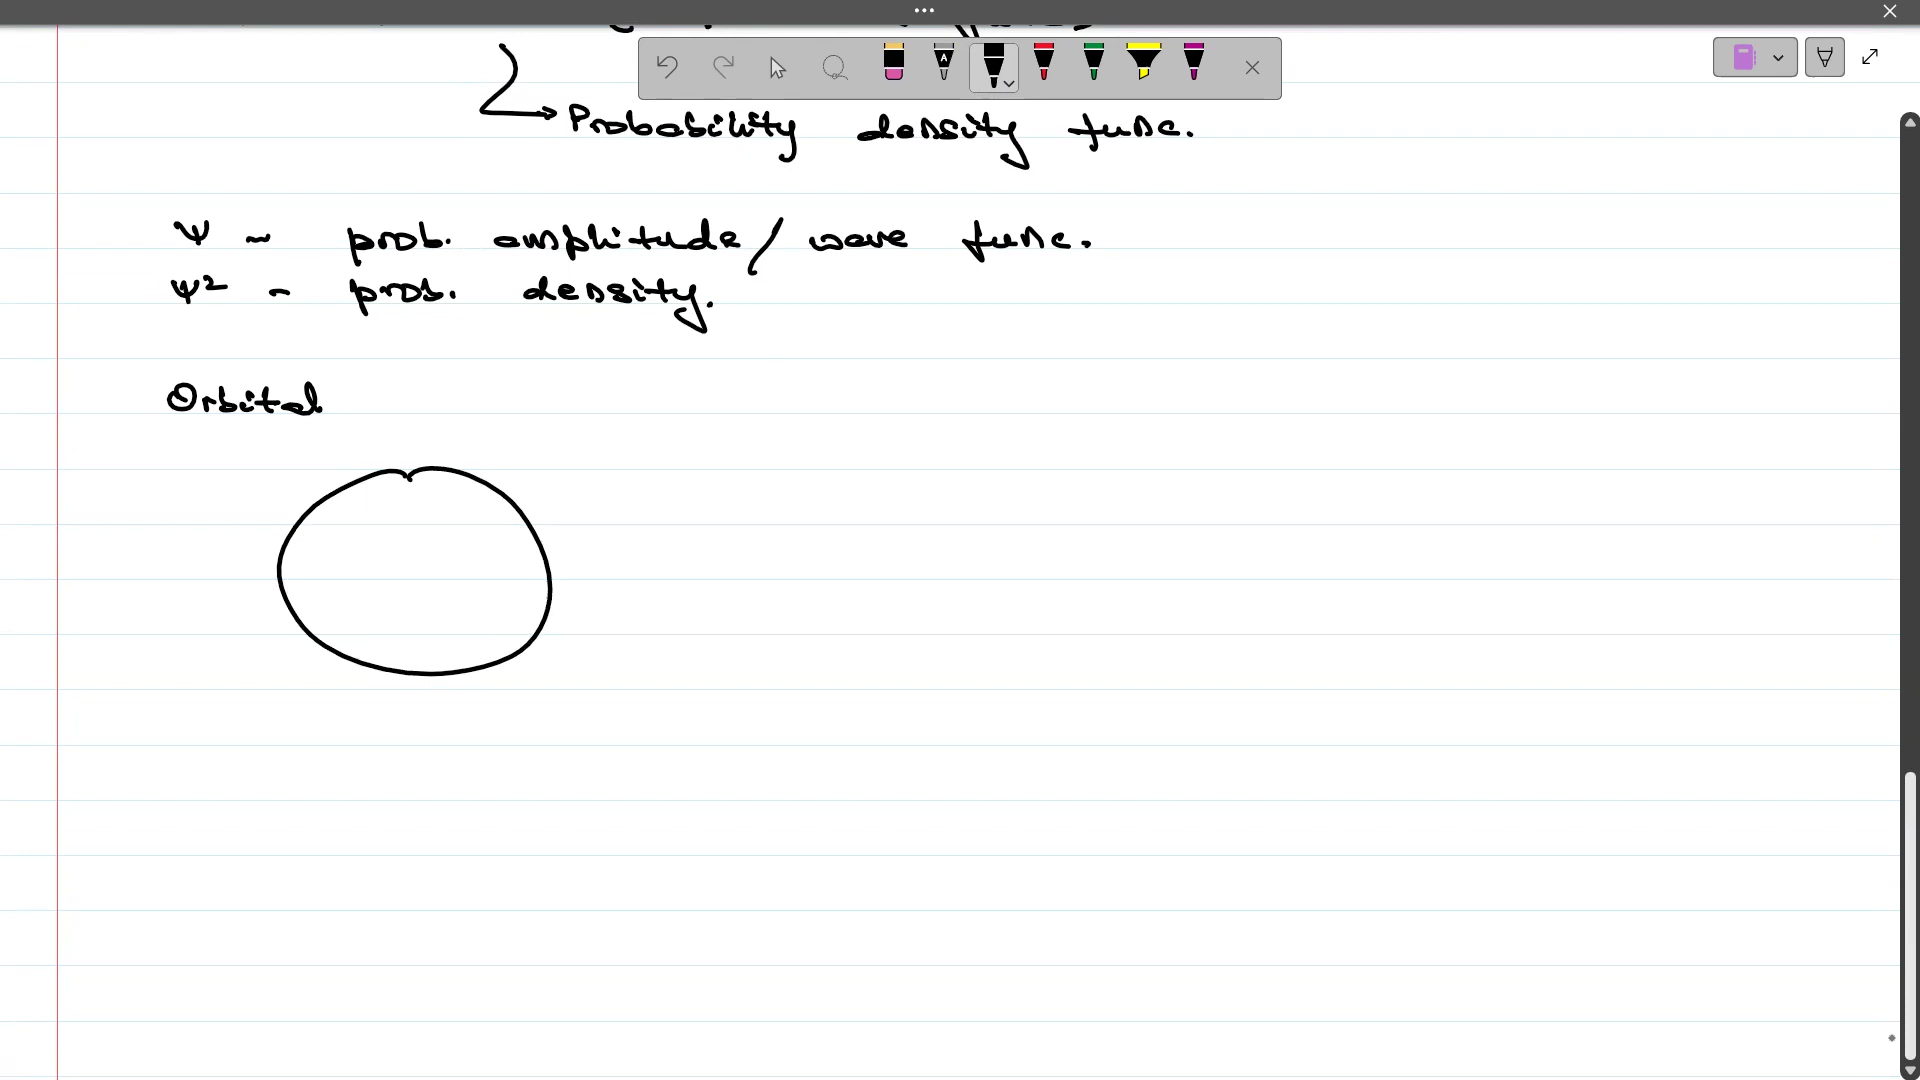 Probability density func.
Ψ ~ prob. amplitude / wave func.
Ψ² - prob. density.
Orbital